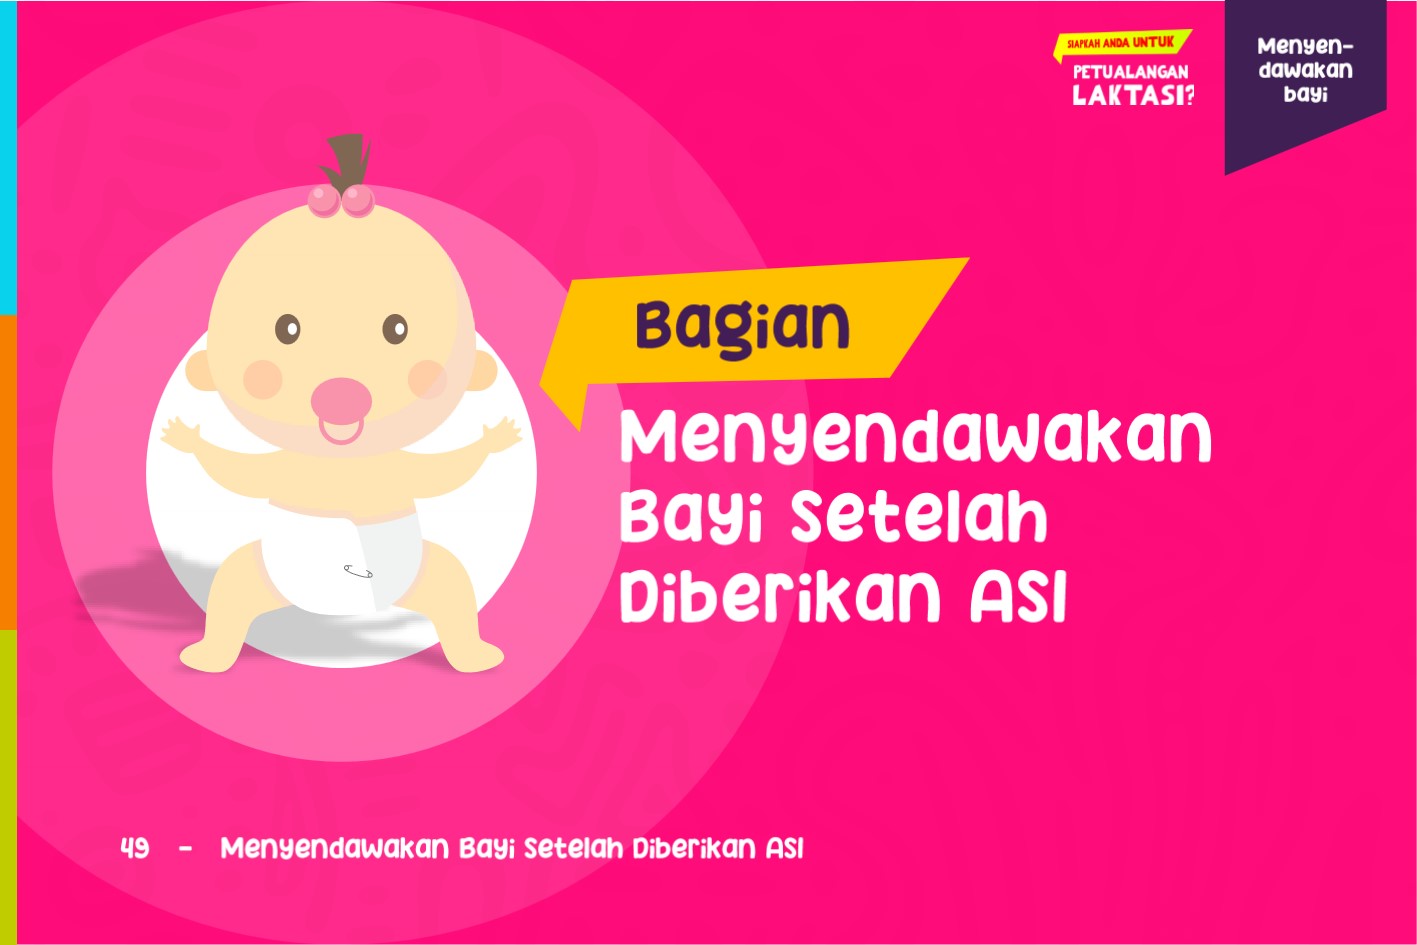 SIAPKAH ANDA UNTUK
PETUALANGAN
LAKTASI?
Menyen-
dawakan
bayi
Bagian
Menyendawakan
Bayi Setelah
Diberikan ASI
49 - Menyendawakan Bayi Setelah Diberikan ASI